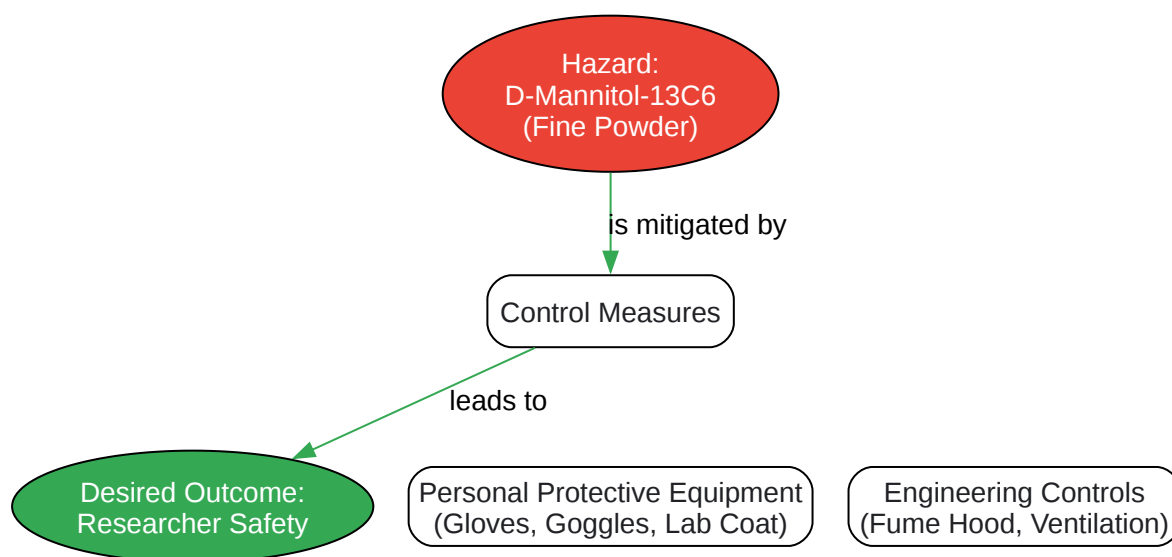 Hazard:
D-Mannitol-13C6
(Fine Powder)
is mitigated by
Control Measures
leads to
Desired Outcome:
Researcher Safety
Personal Protective Equipment
(Gloves, Goggles, Lab Coat)
Engineering Controls
(Fume Hood, Ventilation)